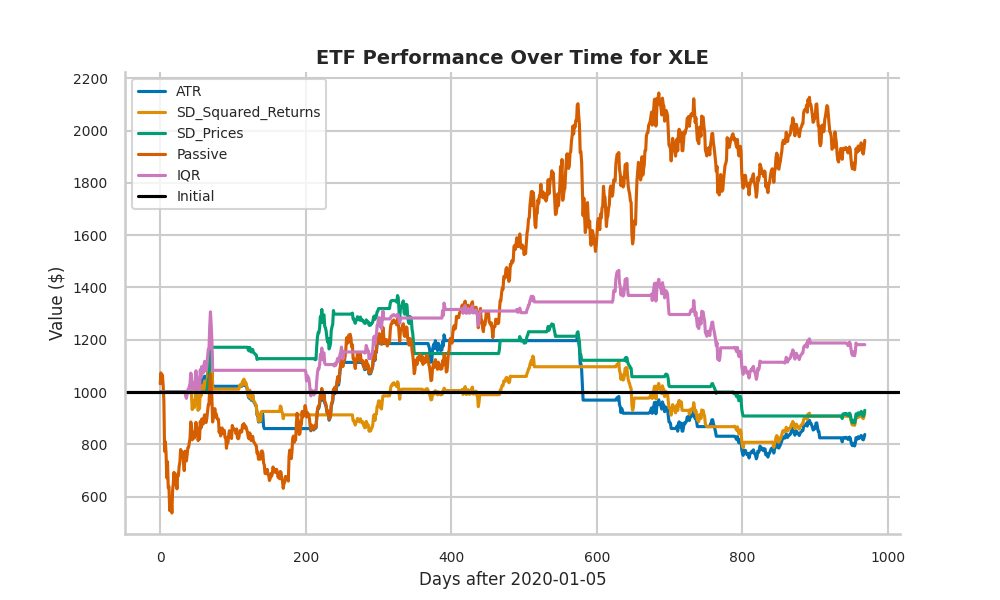 ETF Performance Over Time for XLE
ATR
SD_Squared_Returns
SD_Prices
Passive
IQR
Initial
2200
2000
1800
1600
1400
1200
1000
800
600
Value ($)
0 200 400 600 800 1000
Days after 2020-01-05